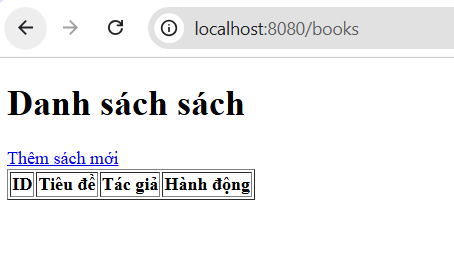 localhost:8080/books
Danh sách sách
Thêm sách mới
ID Tiêu đề Tác giả Hành động